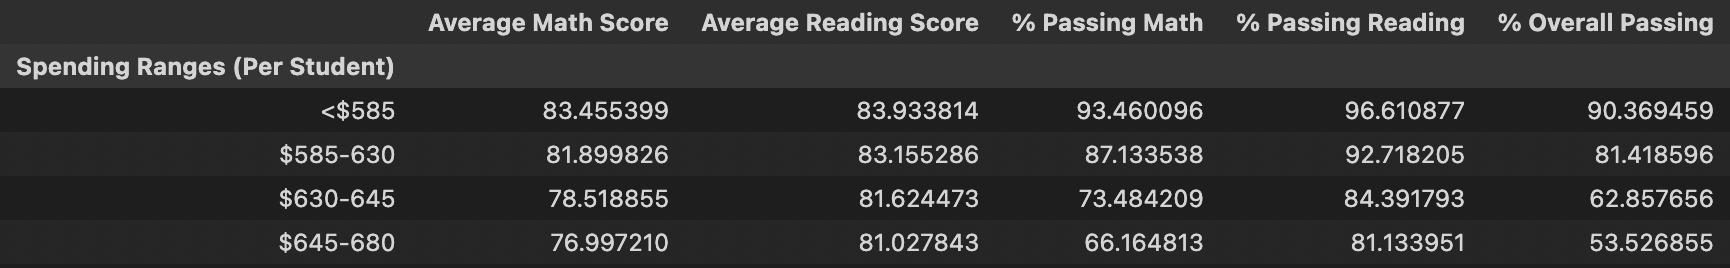 Average Math Score Average Reading Score % Passing Math % Passing Reading % Overall Passing
Spending Ranges (Per Student)
<$585 83.455399 83.933814 93.460096 96.610877 90.369459
$585-630 81.899826 83.155286 87.133538 92.718205 81.418596
$630-645 78.518855 81.624473 73.484209 84.391793 62.857656
$645-680 76.997210 81.027843 66.164813 81.133951 53.526855